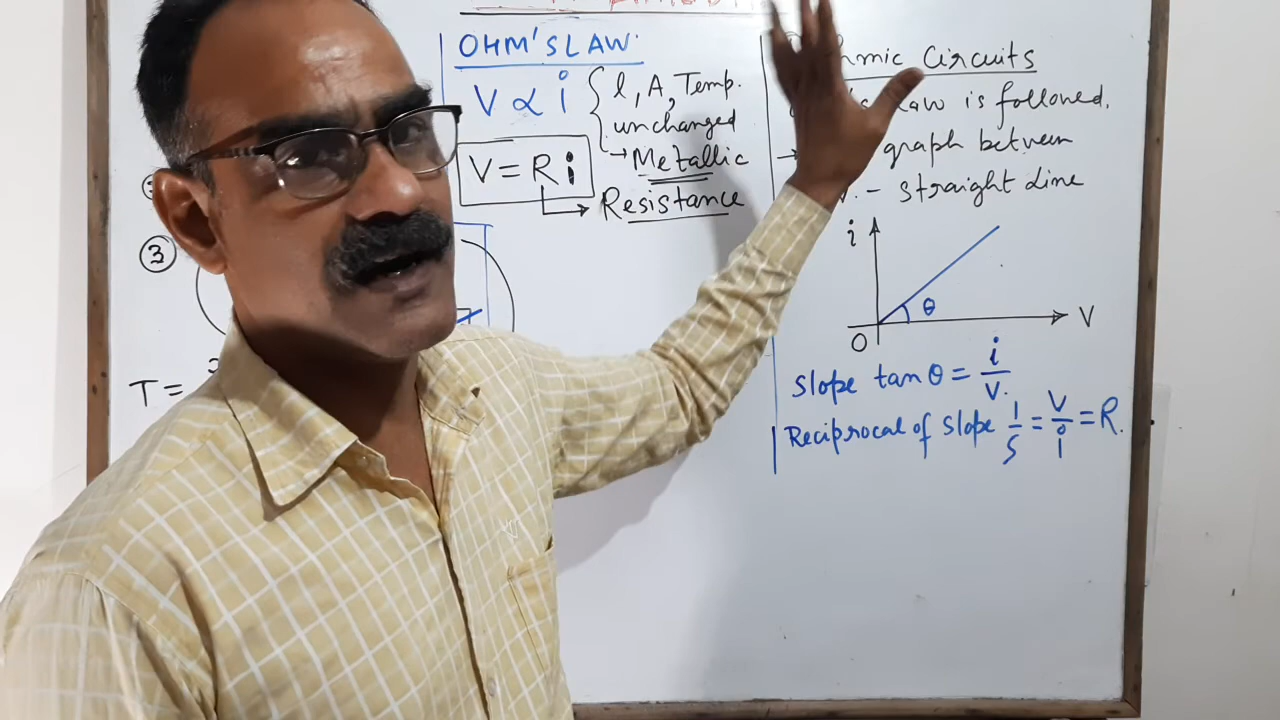 OHM'S LAW.
V ∝ i { l, A, Temp.
unchanged
→ Metallic
V = R i
Resistance
③
T =
Circuits
Law is followed.
→ graph between
- straight Line
i
θ
V
O
Slope tan θ = i/V.
Reciprocal of Slope 1/S = V/i = R.